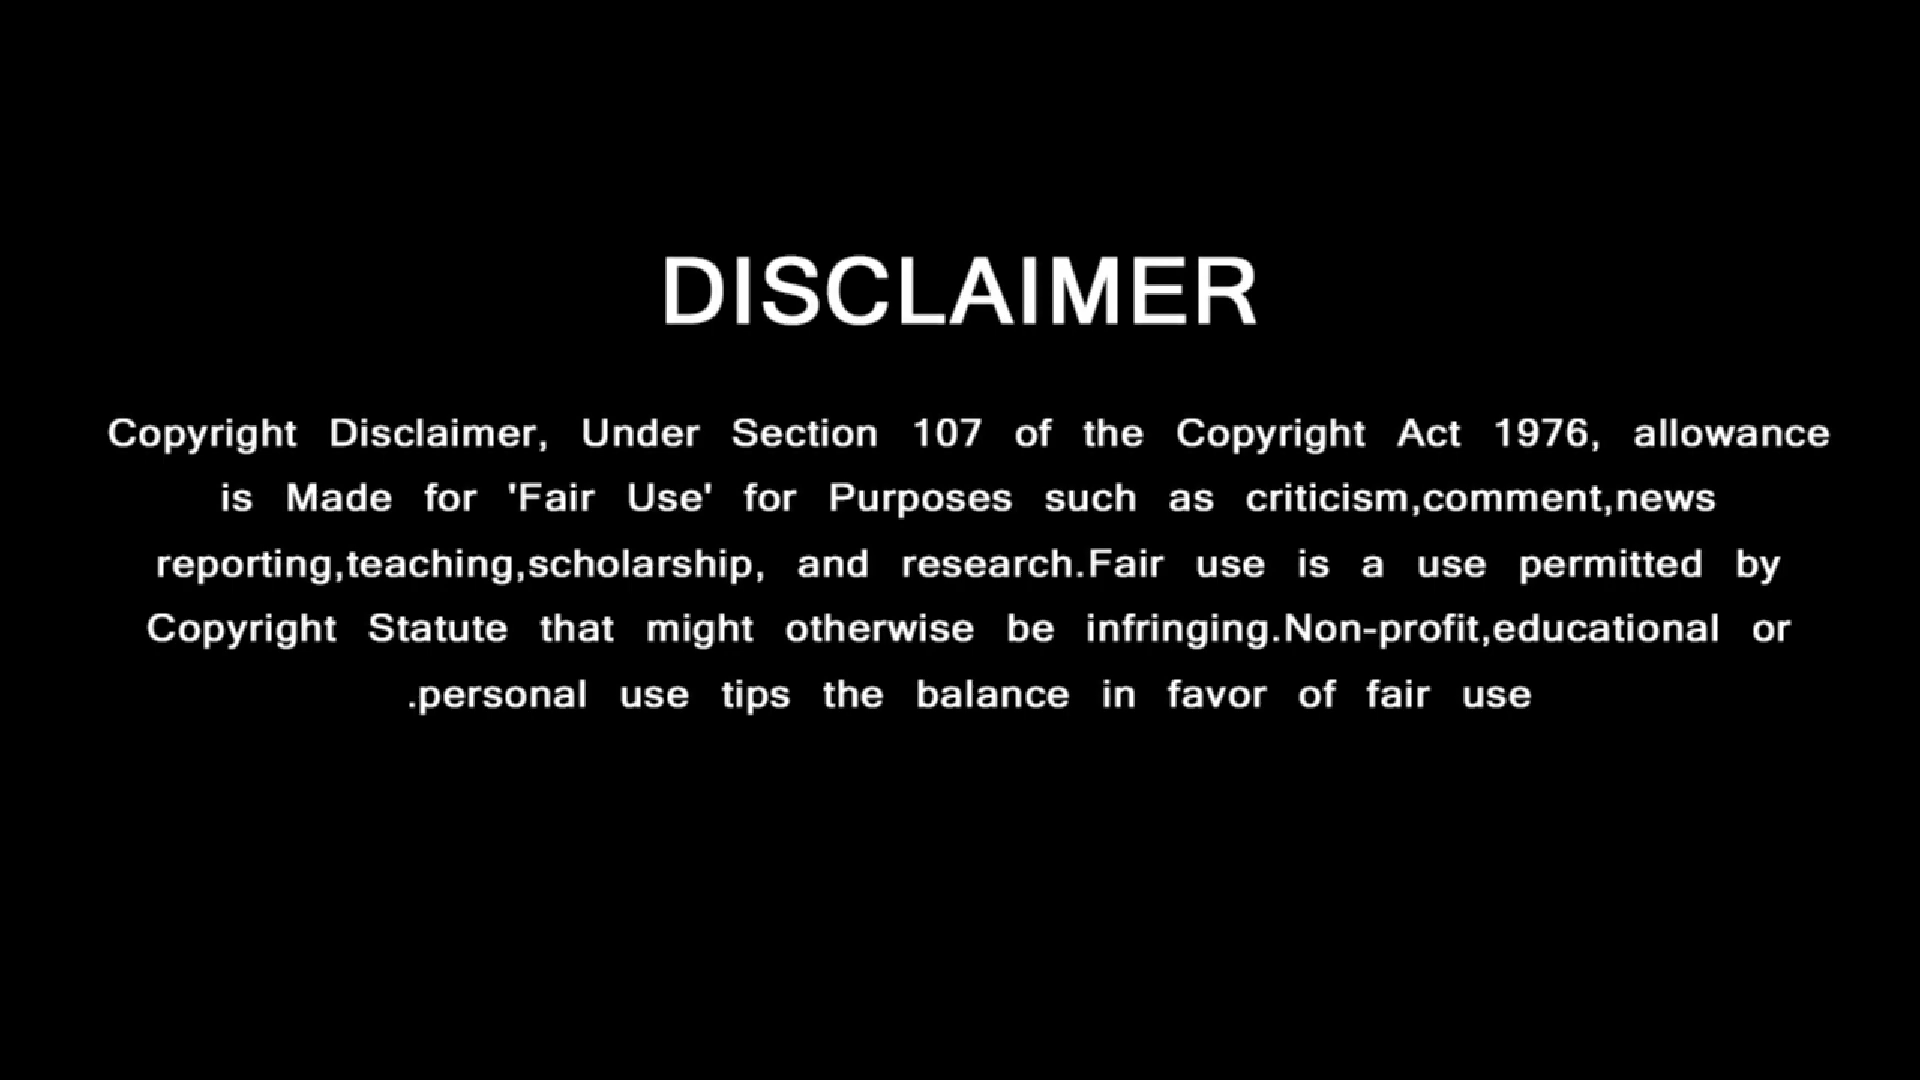 DISCLAIMER
Copyright Disclaimer, Under Section 107 of the Copyright Act 1976, allowance
is Made for 'Fair Use' for Purposes such as criticism,comment,news
reporting,teaching,scholarship, and research.Fair use is a use permitted by
Copyright Statute that might otherwise be infringing.Non-profit,educational or
.personal use tips the balance in favor of fair use